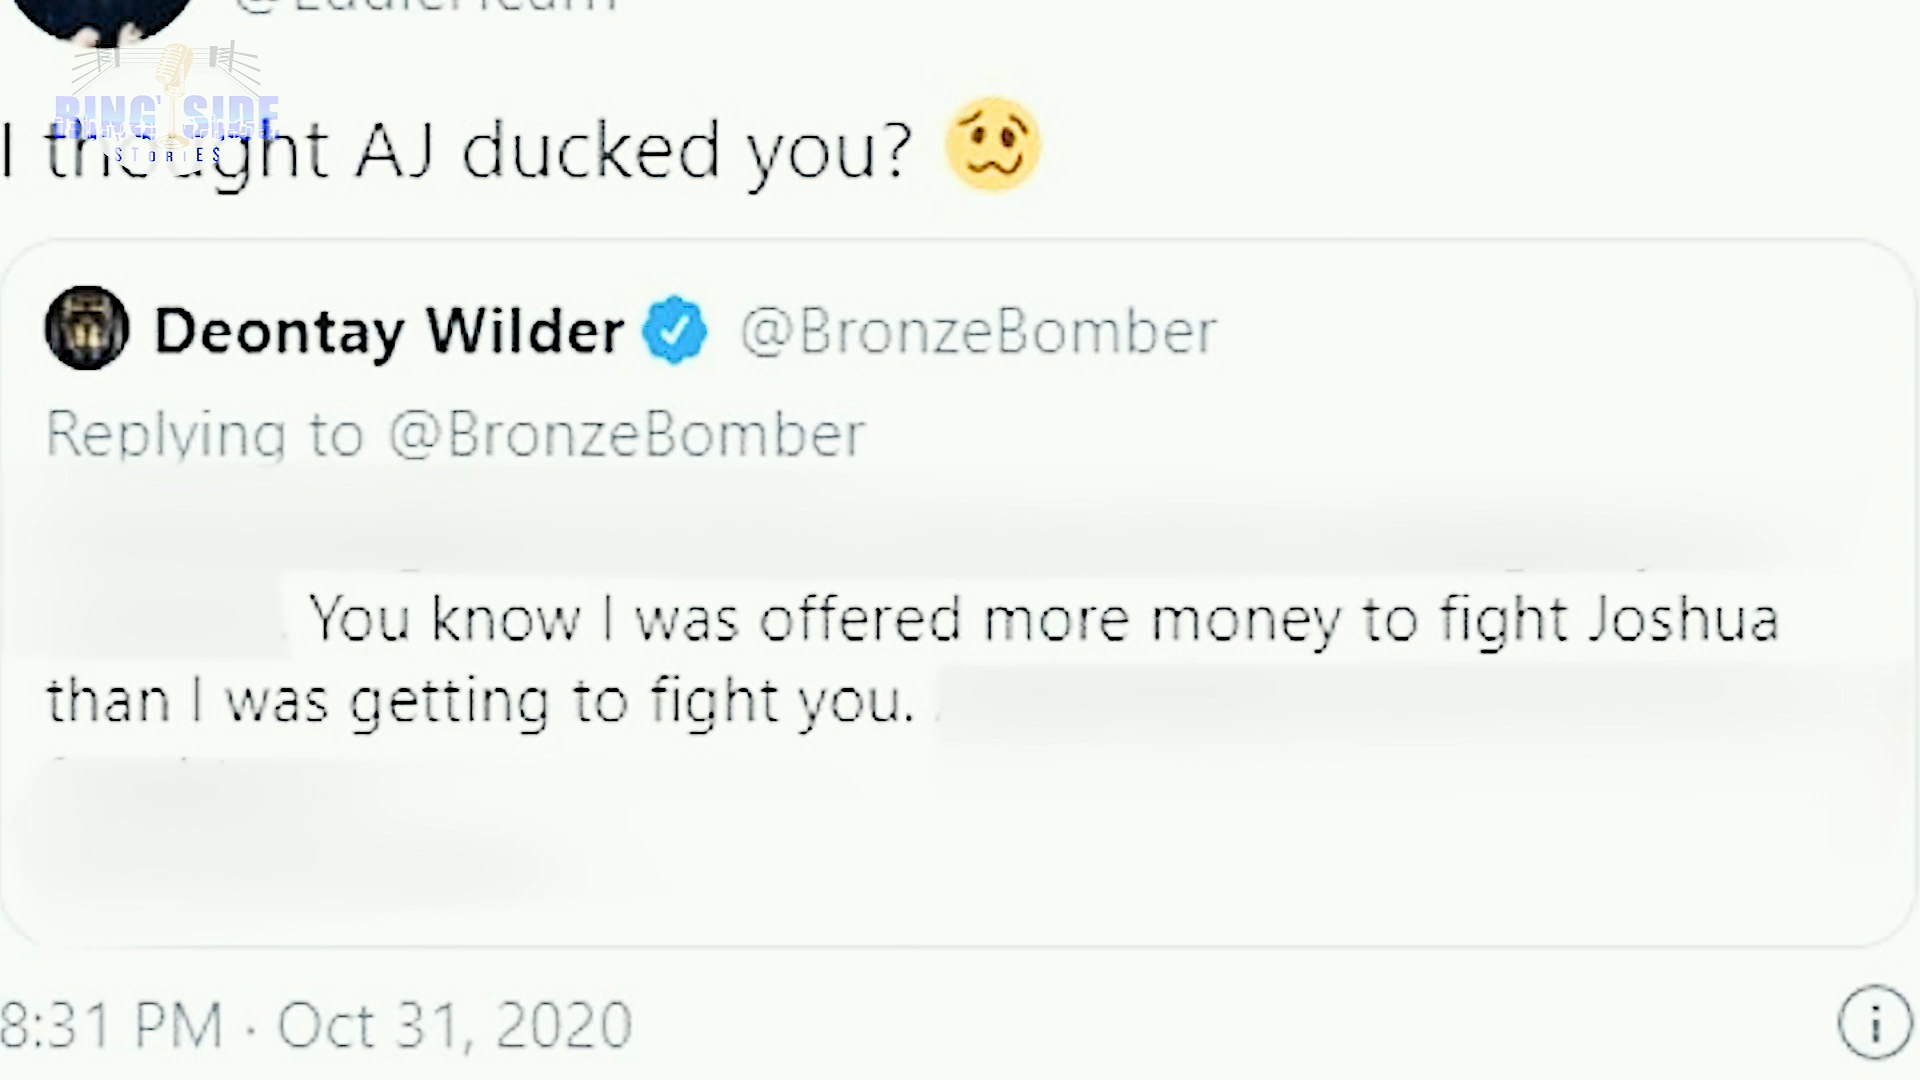 @EddieHearn
RING SIDE
STORIES
I thought AJ ducked you? 🥴
Deontay Wilder @BronzeBomber
Replying to @BronzeBomber
You know I was offered more money to fight Joshua
than I was getting to fight you.
8:31 PM · Oct 31, 2020